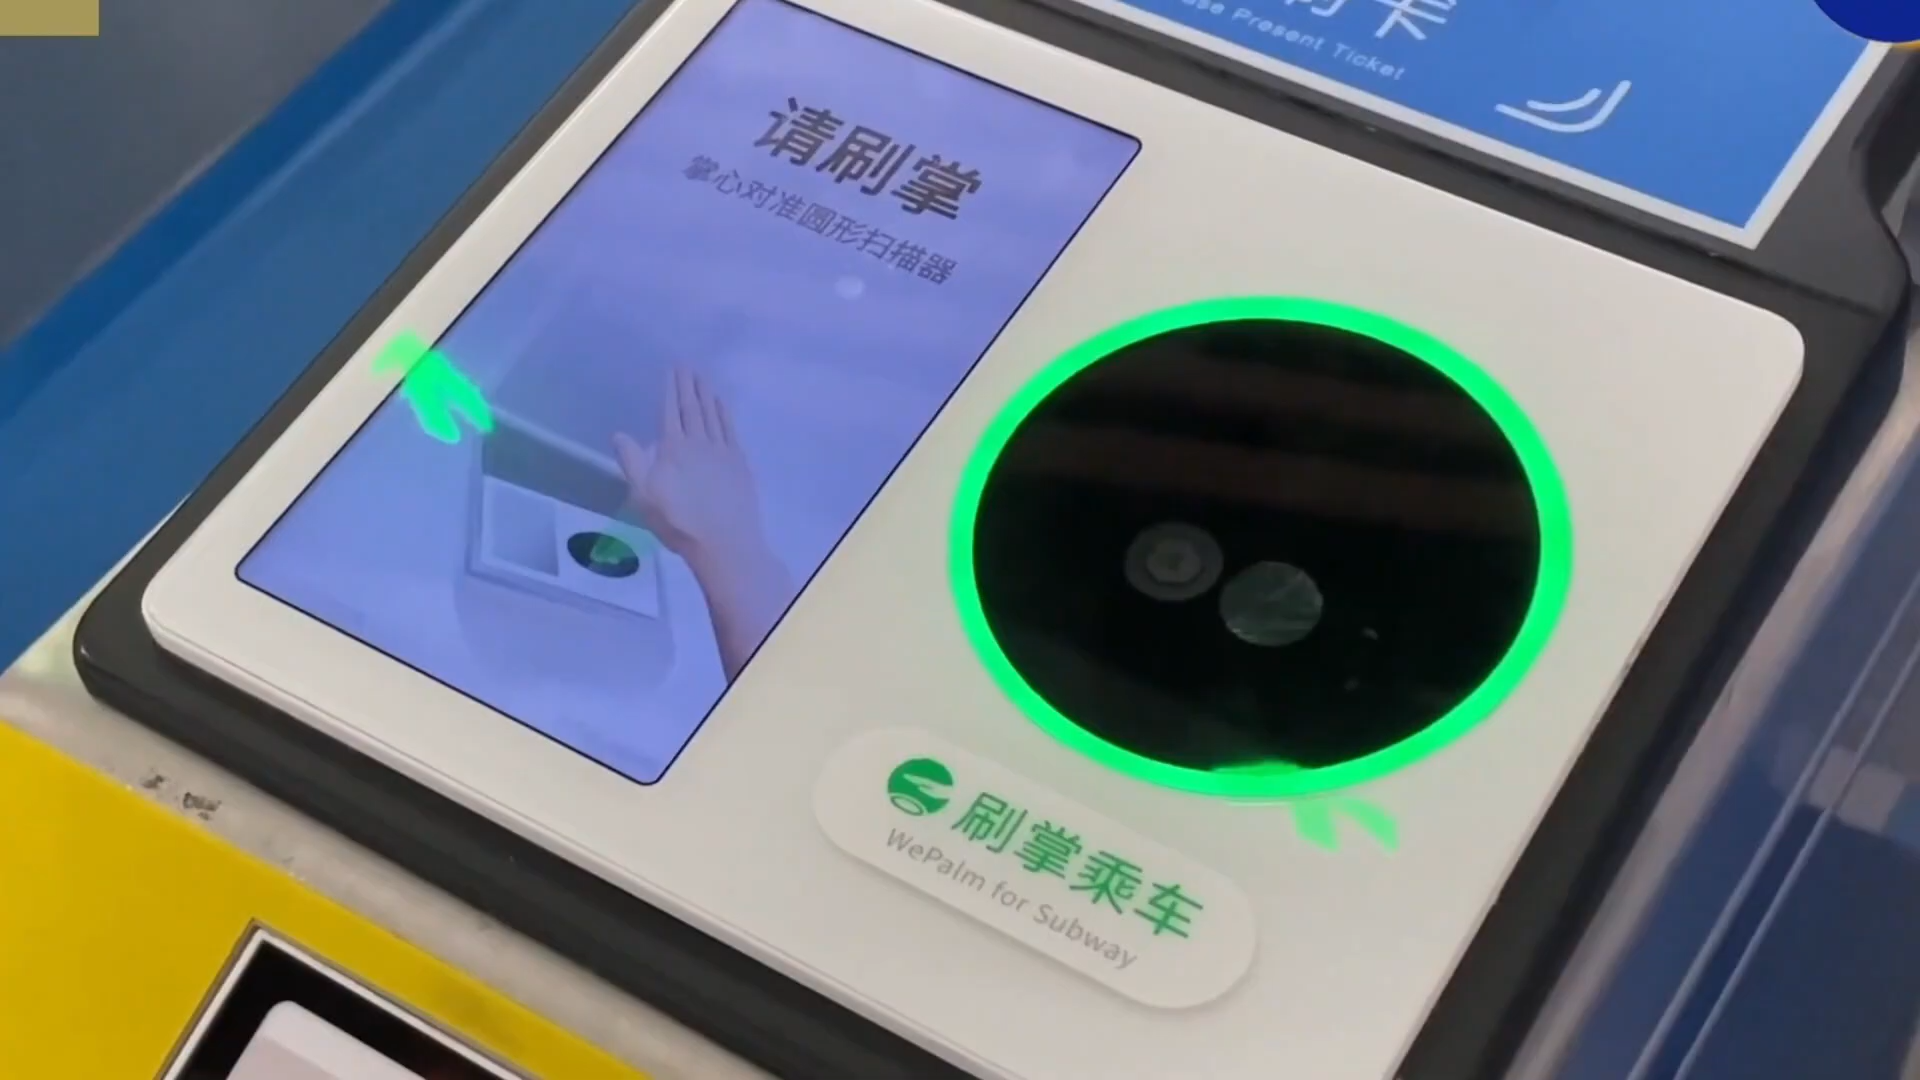 卡
Present Ticket
请刷掌
掌心对准圆形扫描器
刷掌乘车
WePalm for Subway